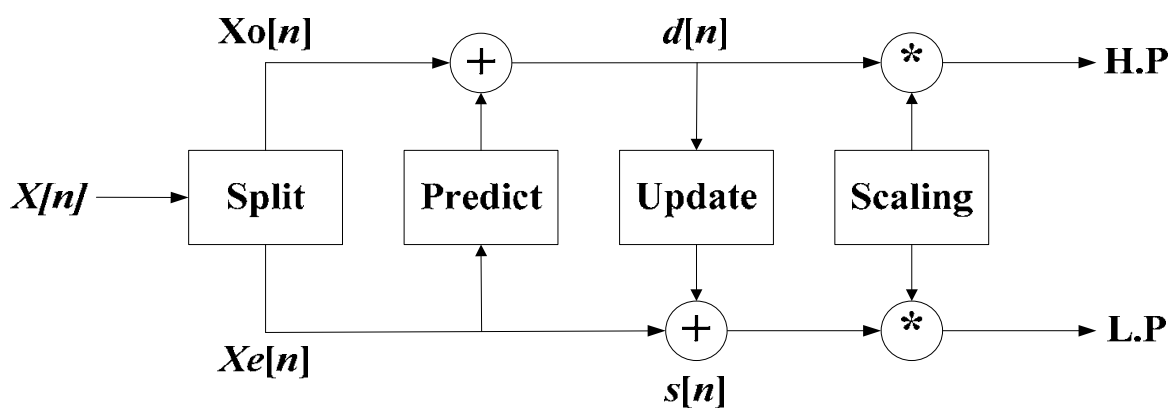 Xo[n]
d[n]
+
*
H.P
X[n]
Split
Predict
Update
Scaling
+
*
L.P
Xe[n]
s[n]